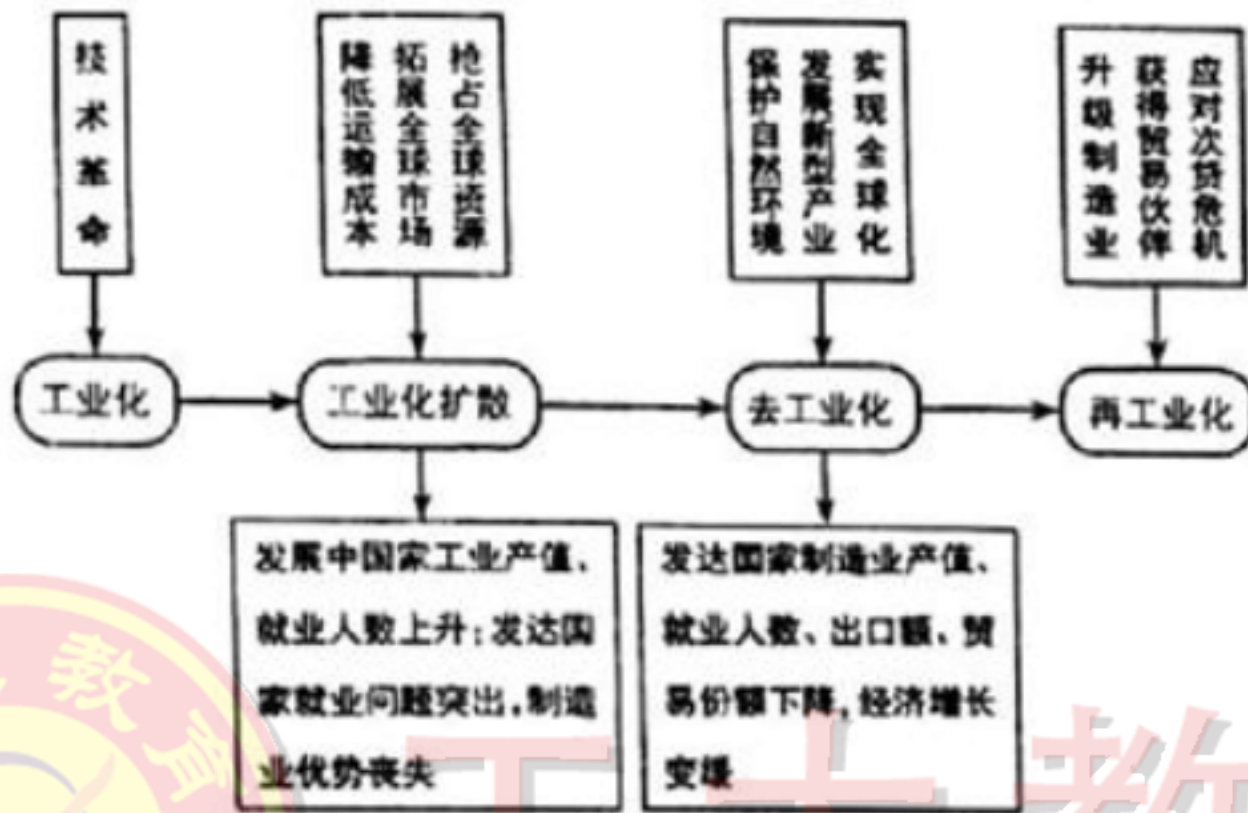 技术革命
降低运输成本
拓展全球市场
抢占全球资源
保护自然环境
发展新型产业
实现全球化
升级制造业
获得贸易伙伴
应对次贷危机
工业化
工业化扩散
去工业化
再工业化
发展中国家工业产值、
就业人数上升；发达国
家就业问题突出，制造
业优势丧失
发达国家制造业产值、
就业人数、出口额、贸
易份额下降，经济增长
变缓
教育